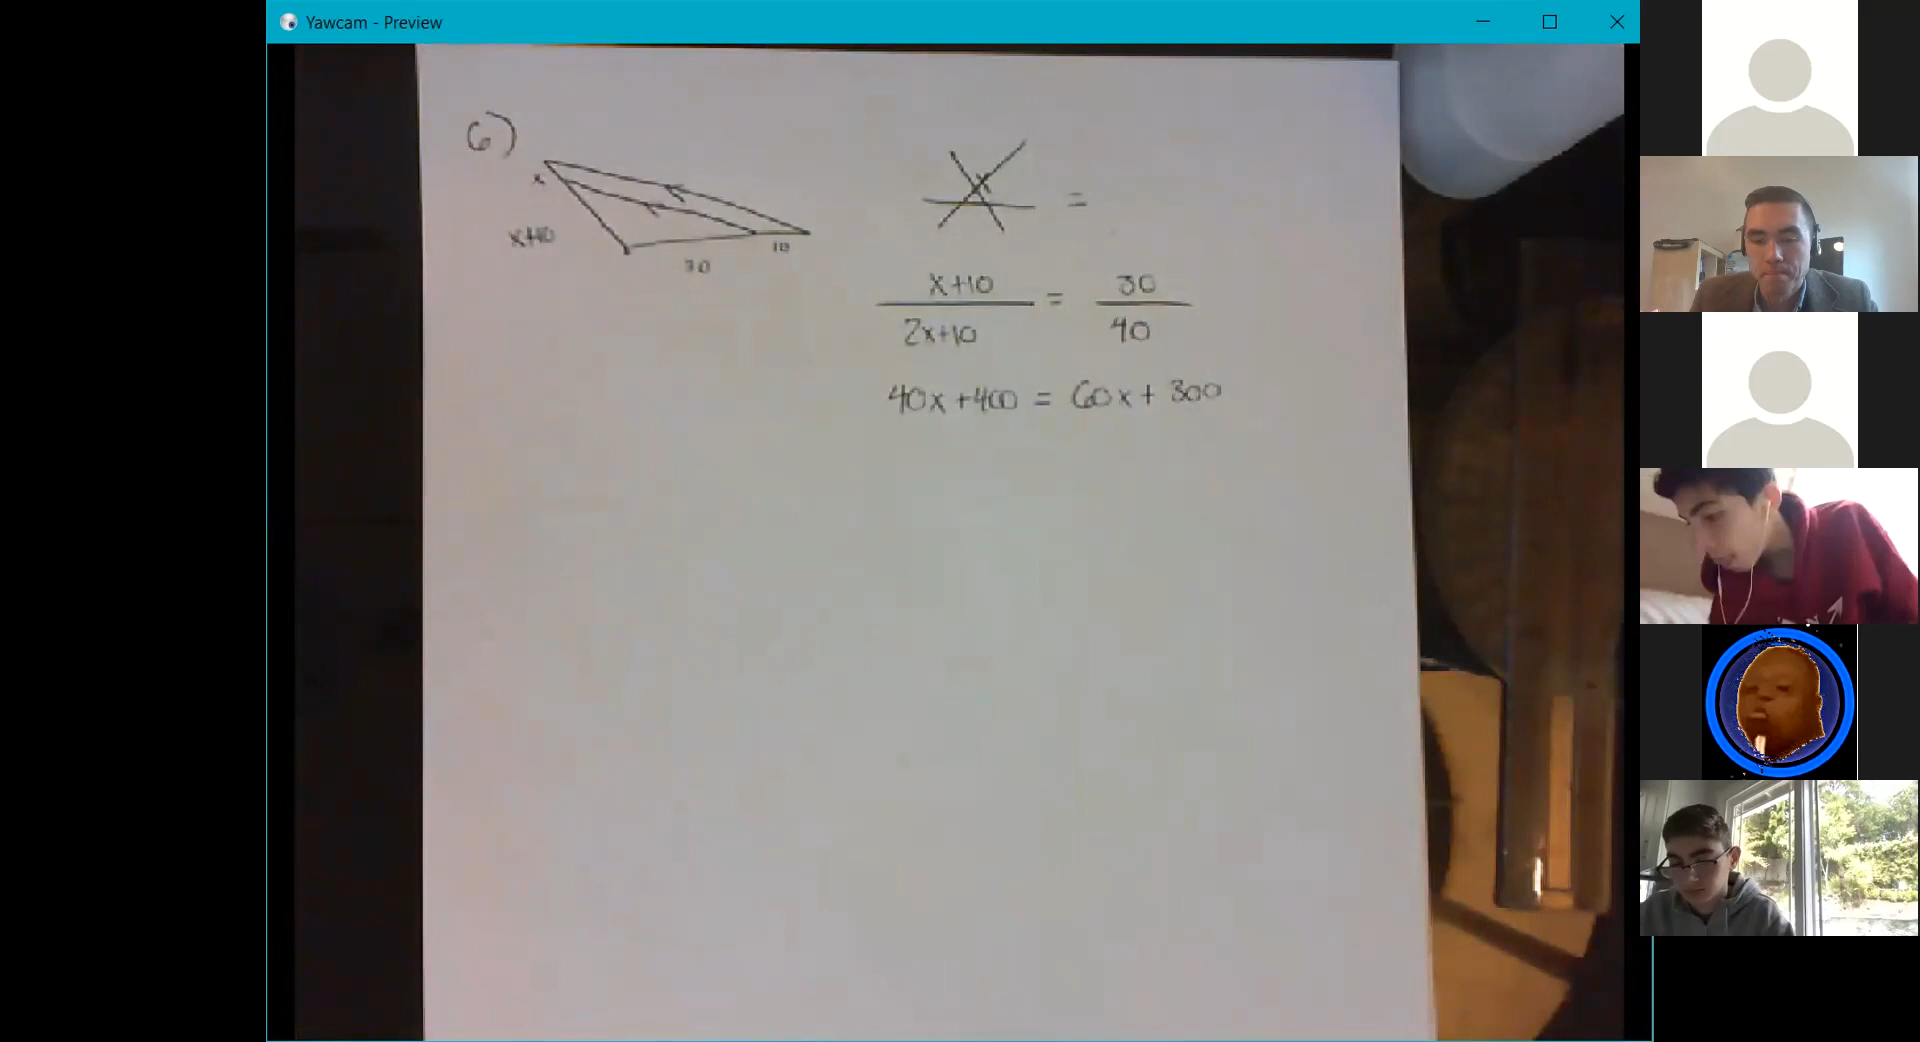 Yawcam - Preview
6)
x
x+10
30
10
x
=
x+10 = 30
2x+10 40
40x+400 = 60x+300